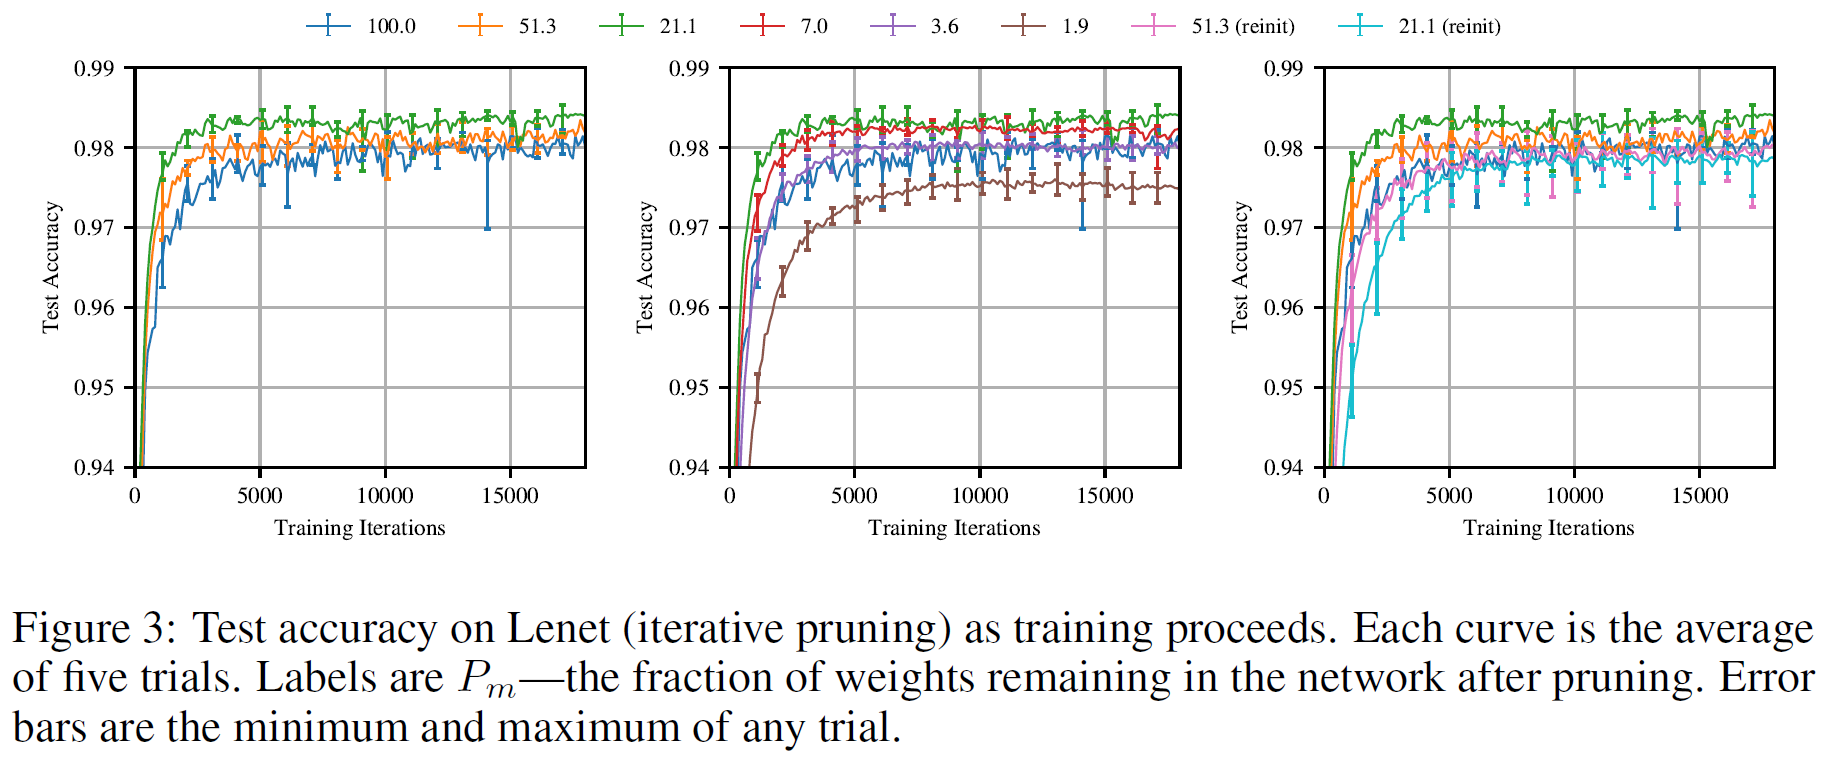 100.0 51.3 21.1 7.0 3.6 1.9 51.3 (reinit) 21.1 (reinit)
0.99
0.98
0.97
0.96
0.95
0.94
Test Accuracy
0 5000 10000 15000
Training Iterations
0.99
0.98
0.97
0.96
0.95
0.94
Test Accuracy
0 5000 10000 15000
Training Iterations
0.99
0.98
0.97
0.96
0.95
0.94
Test Accuracy
0 5000 10000 15000
Training Iterations
Figure 3: Test accuracy on Lenet (iterative pruning) as training proceeds. Each curve is the average
of five trials. Labels are Pm—the fraction of weights remaining in the network after pruning. Error
bars are the minimum and maximum of any trial.